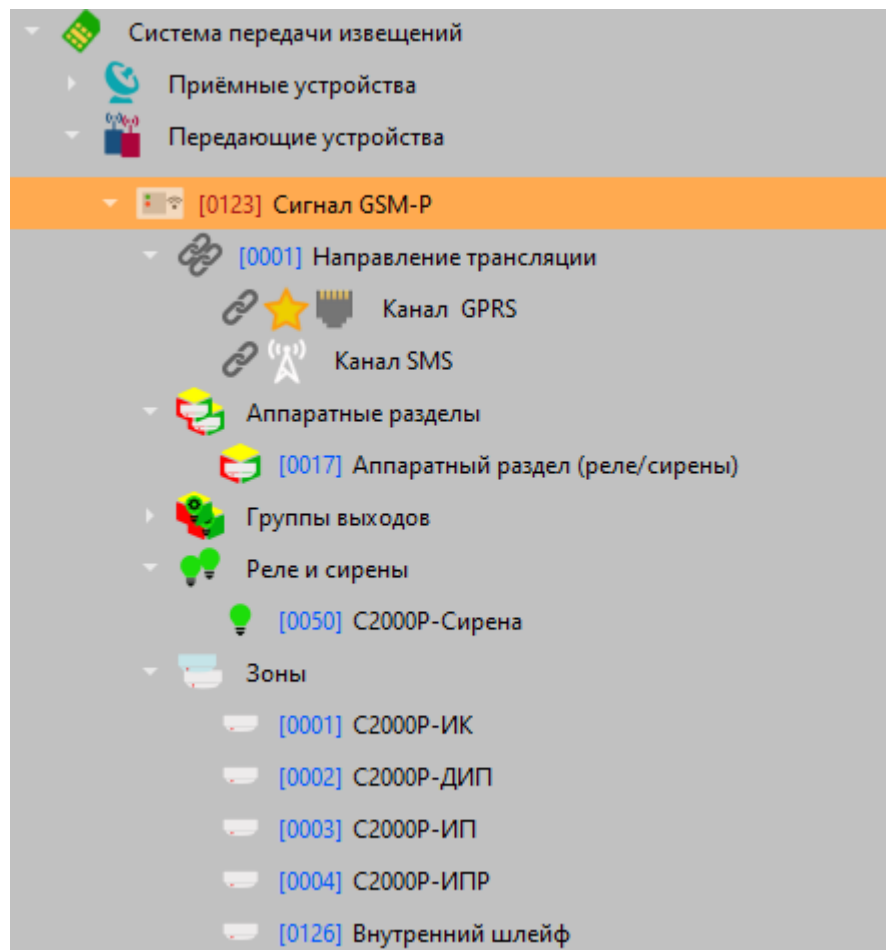 Система передачи извещений
Приёмные устройства
Передающие устройства
[0123] Сигнал GSM-P
[0001] Направление трансляции
Канал GPRS
Канал SMS
Аппаратные разделы
[0017] Аппаратный раздел (реле/сирены)
Группы выходов
Реле и сирены
[0050] С2000Р-Сирена
Зоны
[0001] С2000Р-ИК
[0002] С2000Р-ДИП
[0003] С2000Р-ИП
[0004] С2000Р-ИПР
[0126] Внутренний шлейф